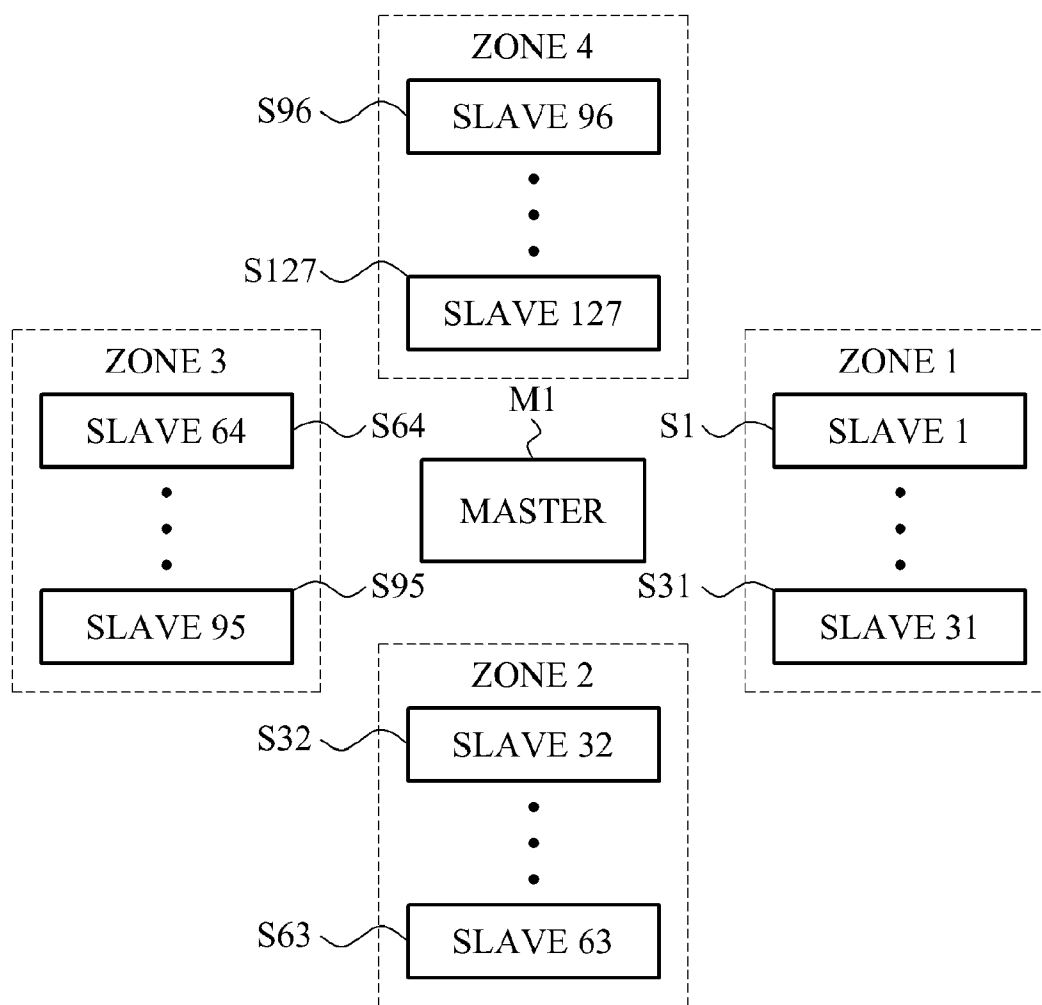 ZONE 4
S96
SLAVE 96
S127
SLAVE 127
ZONE 3
SLAVE 64
S64
S95
SLAVE 95
M1
MASTER
ZONE 1
S1
SLAVE 1
S31
SLAVE 31
ZONE 2
S32
SLAVE 32
S63
SLAVE 63